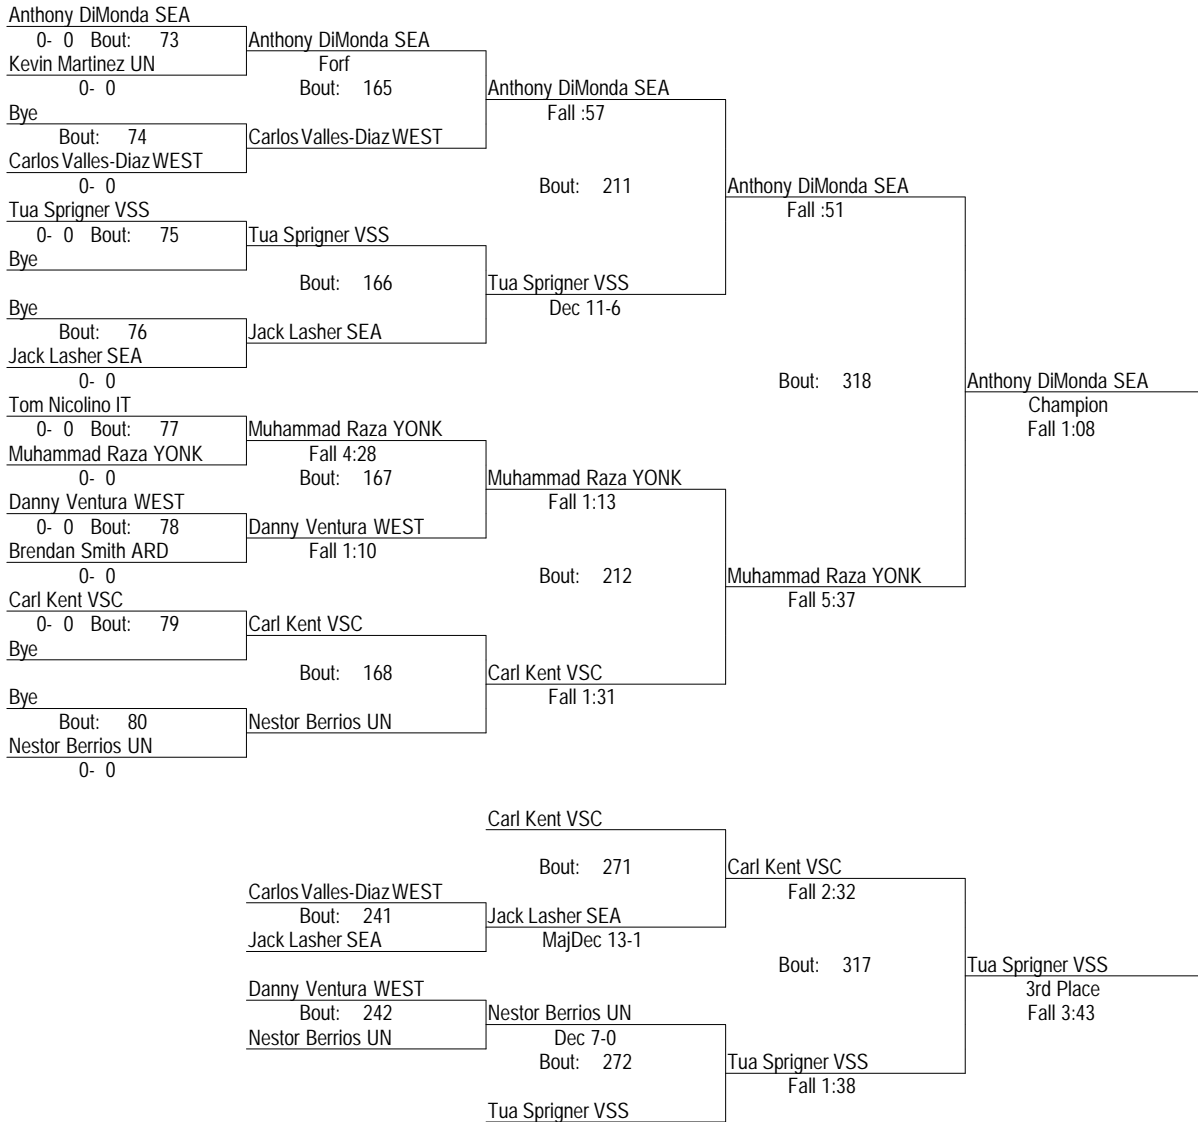 Anthony DiMonda SEA
0- 0 Bout: 73 Anthony DiMonda SEA
Kevin Martinez UN Forf
0- 0 Bout: 165 Anthony DiMonda SEA
Bye Fall :57
Bout: 74 Carlos Valles-Diaz WEST
Carlos Valles-Diaz WEST
0- 0 Bout: 211 Anthony DiMonda SEA
Tua Sprigner VSS Fall :51
0- 0 Bout: 75 Tua Sprigner VSS
Bye
Bout: 166 Tua Sprigner VSS
Bye Dec 11-6
Bout: 76 Jack Lasher SEA
Jack Lasher SEA
0- 0 Bout: 318 Anthony DiMonda SEA
Tom Nicolino IT Champion
0- 0 Bout: 77 Muhammad Raza YONK Fall 1:08
Muhammad Raza YONK Fall 4:28
0- 0 Bout: 167 Muhammad Raza YONK
Danny Ventura WEST Fall 1:13
0- 0 Bout: 78 Danny Ventura WEST
Brendan Smith ARD Fall 1:10
0- 0 Bout: 212 Muhammad Raza YONK
Carl Kent VSC Fall 5:37
0- 0 Bout: 79 Carl Kent VSC
Bye
Bout: 168 Carl Kent VSC
Bye Fall 1:31
Bout: 80 Nestor Berrios UN
Nestor Berrios UN
0- 0
Carl Kent VSC
Bout: 271 Carl Kent VSC
Carlos Valles-Diaz WEST Fall 2:32
Bout: 241 Jack Lasher SEA
Jack Lasher SEA MajDec 13-1
Bout: 317 Tua Sprigner VSS
Danny Ventura WEST 3rd Place
Bout: 242 Nestor Berrios UN Fall 3:43
Nestor Berrios UN Dec 7-0
Bout: 272 Tua Sprigner VSS
Fall 1:38
Tua Sprigner VSS